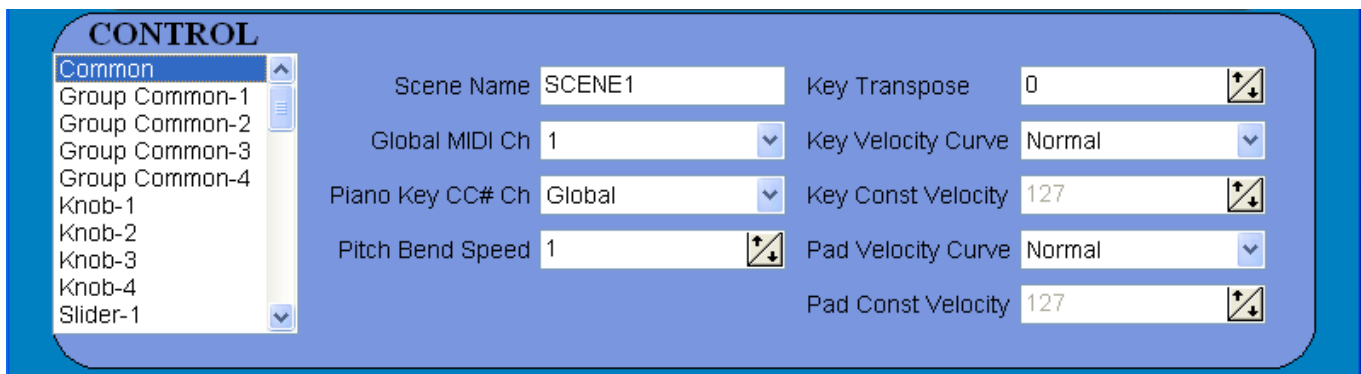 CONTROL
Common
Group Common-1
Group Common-2
Group Common-3
Group Common-4
Knob-1
Knob-2
Knob-3
Knob-4
Slider-1
Scene Name SCENE1
Global MIDI Ch 1
Piano Key CC# Ch Global
Pitch Bend Speed 1
Key Transpose 0
Key Velocity Curve Normal
Key Const Velocity 127
Pad Velocity Curve Normal
Pad Const Velocity 127